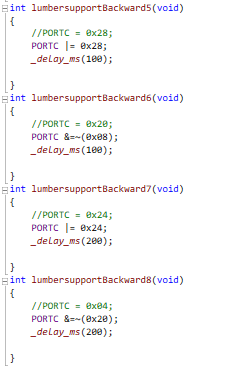 int lumbersupportBackward5(void)
{
//PORTC = 0x28;
PORTC |= 0x28;
_delay_ms(100);
}
int lumbersupportBackward6(void)
{
//PORTC = 0x20;
PORTC &=~(0x08);
_delay_ms(100);
}
int lumbersupportBackward7(void)
{
//PORTC = 0x24;
PORTC |= 0x24;
_delay_ms(200);
}
int lumbersupportBackward8(void)
{
//PORTC = 0x04;
PORTC &=~(0x20);
_delay_ms(200);
}